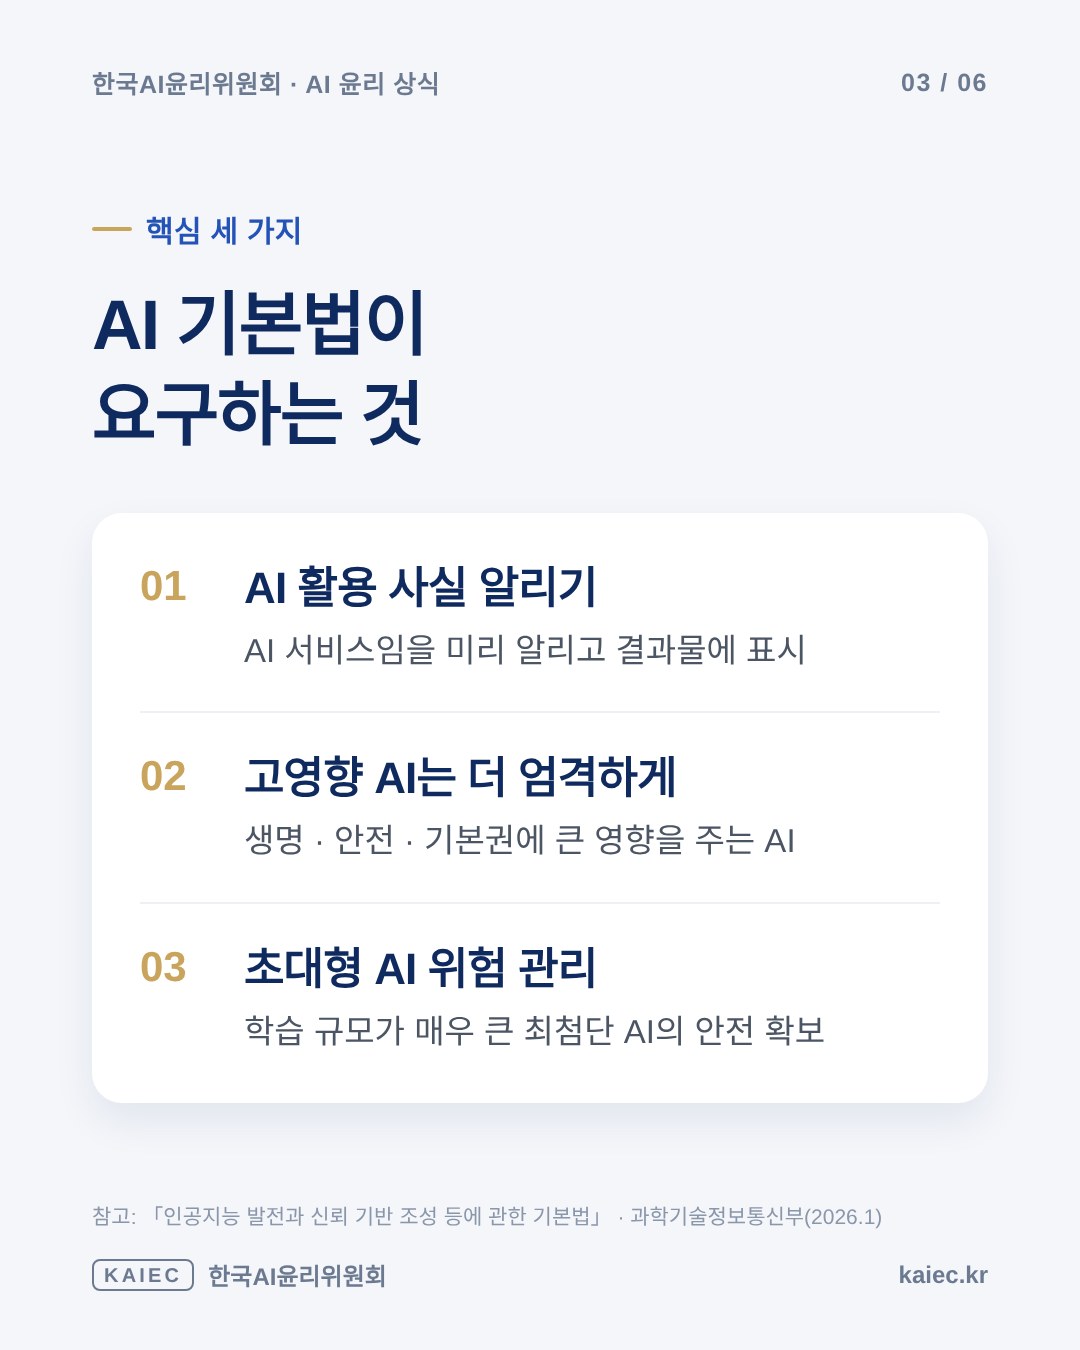 한국AI윤리위원회 · AI 윤리 상식
03 / 06
핵심 세 가지
AI 기본법이
요구하는 것
01
AI 활용 사실 알리기
AI 서비스임을 미리 알리고 결과물에 표시
02
고영향 AI는 더 엄격하게
생명 · 안전 · 기본권에 큰 영향을 주는 AI
03
초대형 AI 위험 관리
학습 규모가 매우 큰 최첨단 AI의 안전 확보
참고: 「인공지능 발전과 신뢰 기반 조성 등에 관한 기본법」 · 과학기술정보통신부(2026.1)
KAIEC 한국AI윤리위원회
kaiec.kr